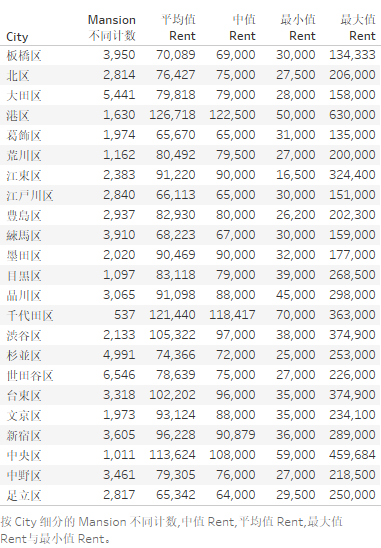 Mansion 平均值 中值 最小值 最大值
City 不同计数 Rent Rent Rent Rent
板橋区 3,950 70,089 69,000 30,000 134,333
北区 2,814 76,427 75,000 27,500 206,000
大田区 5,441 79,818 79,000 28,000 158,000
港区 1,630 126,718 122,500 50,000 630,000
葛飾区 1,974 65,670 65,000 31,000 135,000
荒川区 1,162 80,492 79,500 27,000 200,000
江東区 2,383 91,220 90,000 16,500 324,400
江戸川区 2,840 66,113 65,000 30,000 151,000
豊島区 2,937 82,930 80,000 26,200 202,300
練馬区 3,910 68,223 67,000 30,000 159,000
墨田区 2,020 90,469 90,000 32,000 177,000
目黒区 1,097 83,118 79,000 39,000 268,500
品川区 3,065 91,098 88,000 45,000 298,000
千代田区 537 121,440 118,417 70,000 363,000
渋谷区 2,133 105,322 97,000 38,000 374,900
杉並区 4,991 74,366 72,000 25,000 253,000
世田谷区 6,546 78,639 75,000 27,000 226,000
台東区 3,318 102,202 96,000 35,000 374,900
文京区 1,973 93,124 88,000 35,000 234,100
新宿区 3,605 96,228 90,879 36,000 289,000
中央区 1,011 113,624 108,000 59,000 459,684
中野区 3,461 79,305 76,000 27,000 218,500
足立区 2,817 65,342 64,000 29,500 250,000
按 City 细分的 Mansion 不同计数,中值 Rent,平均值 Rent,最大值
Rent与最小值 Rent。